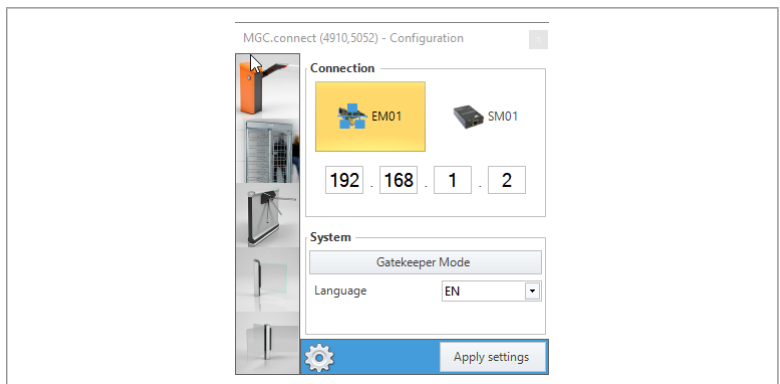 MGC.connect (4910,5052) - Configuration
Connection
EM01
SM01
192 . 168 . 1 . 2
System
Gatekeeper Mode
Language EN
Apply settings